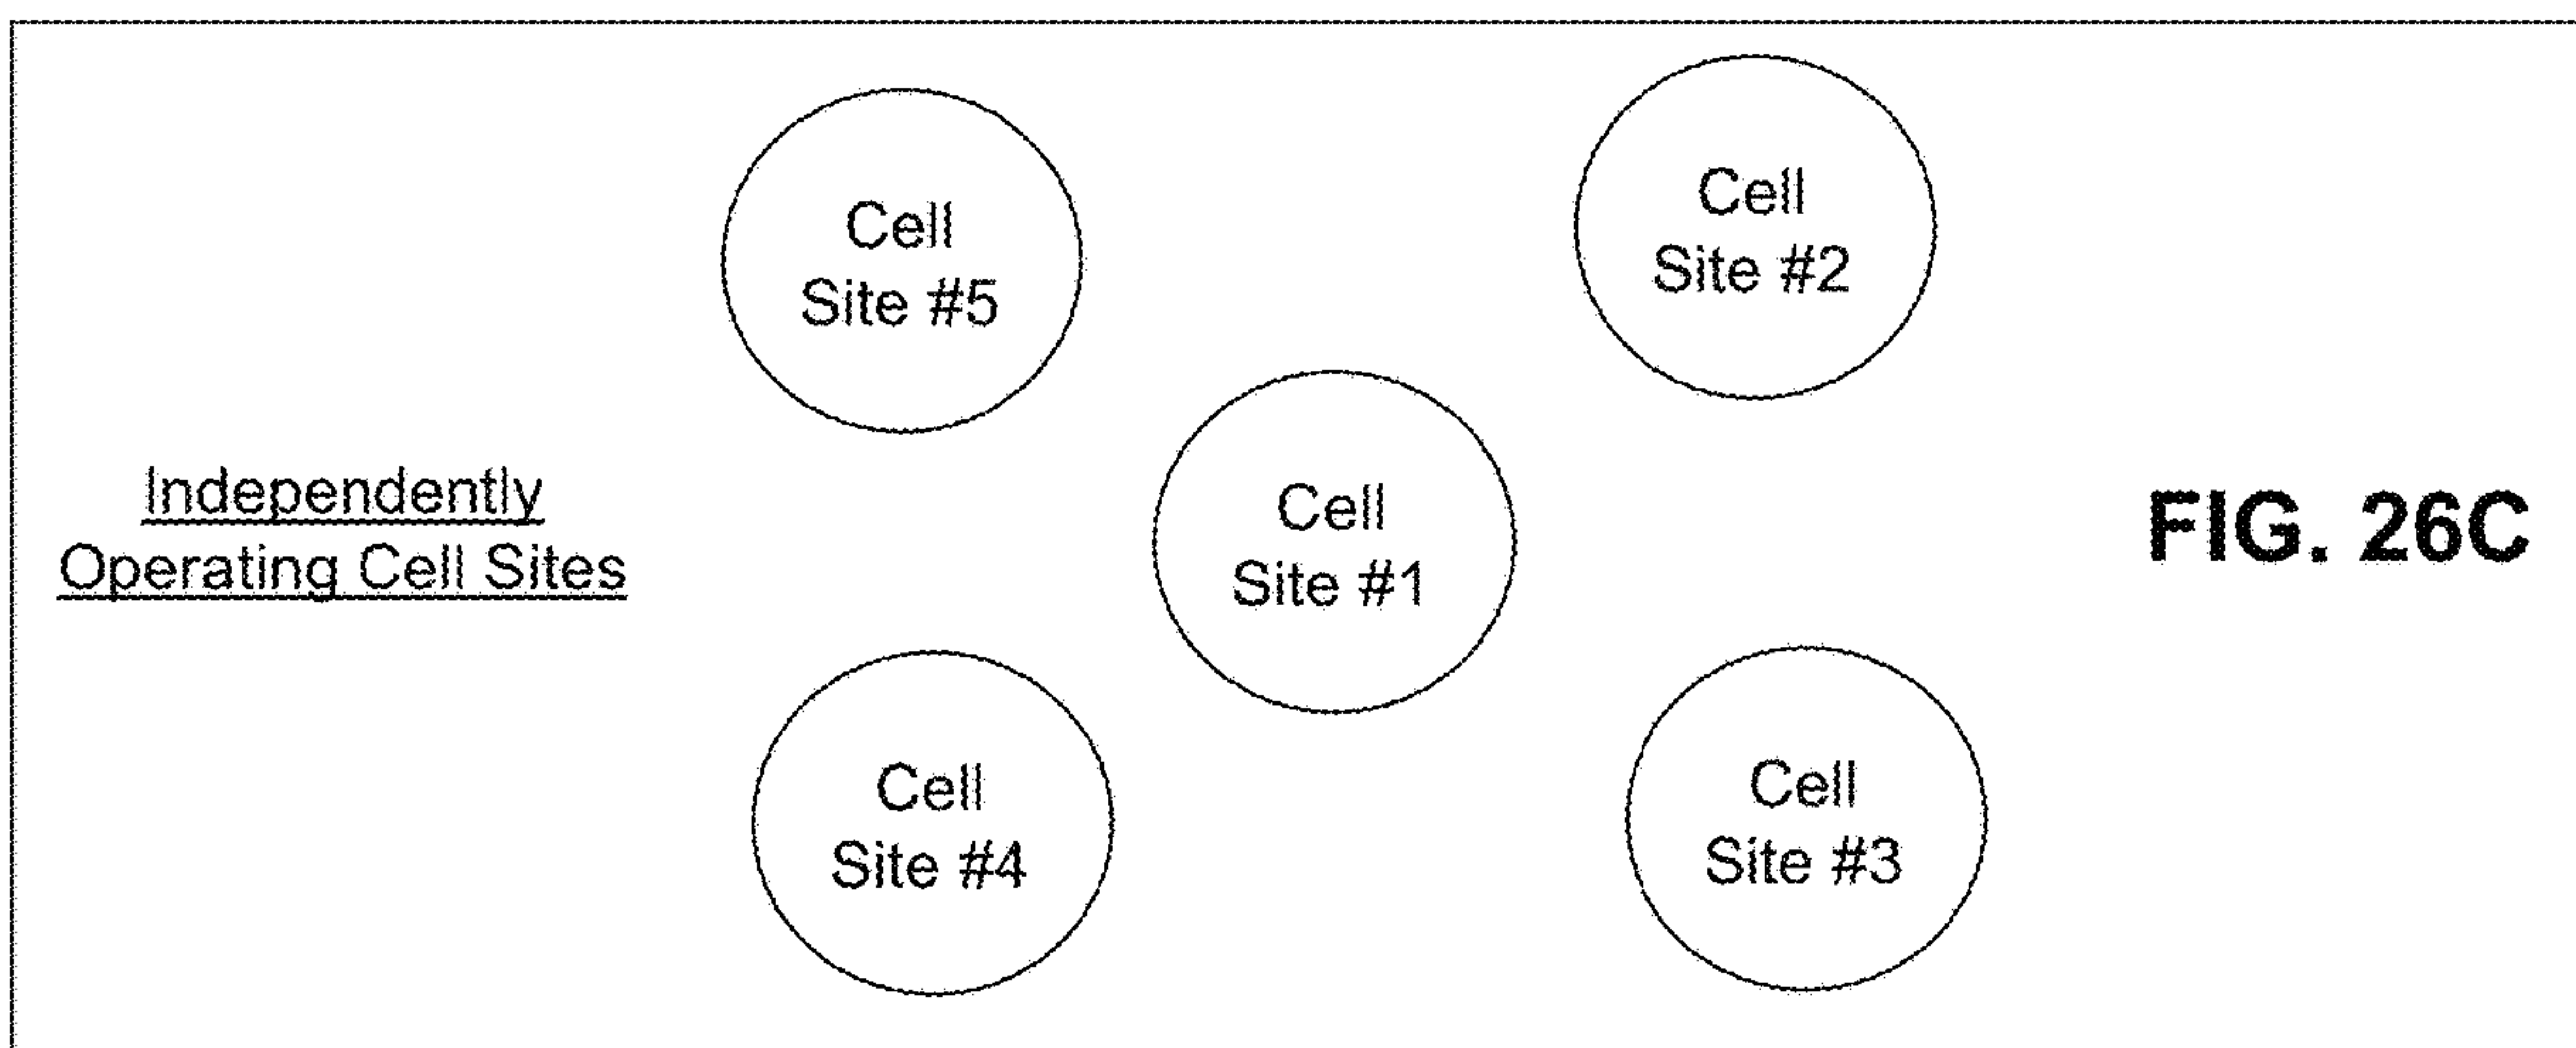 Cell
Site #5
Cell
Site #2
Independently
Operating Cell Sites
Cell
Site #1
FIG. 26C
Cell
Site #4
Cell
Site #3